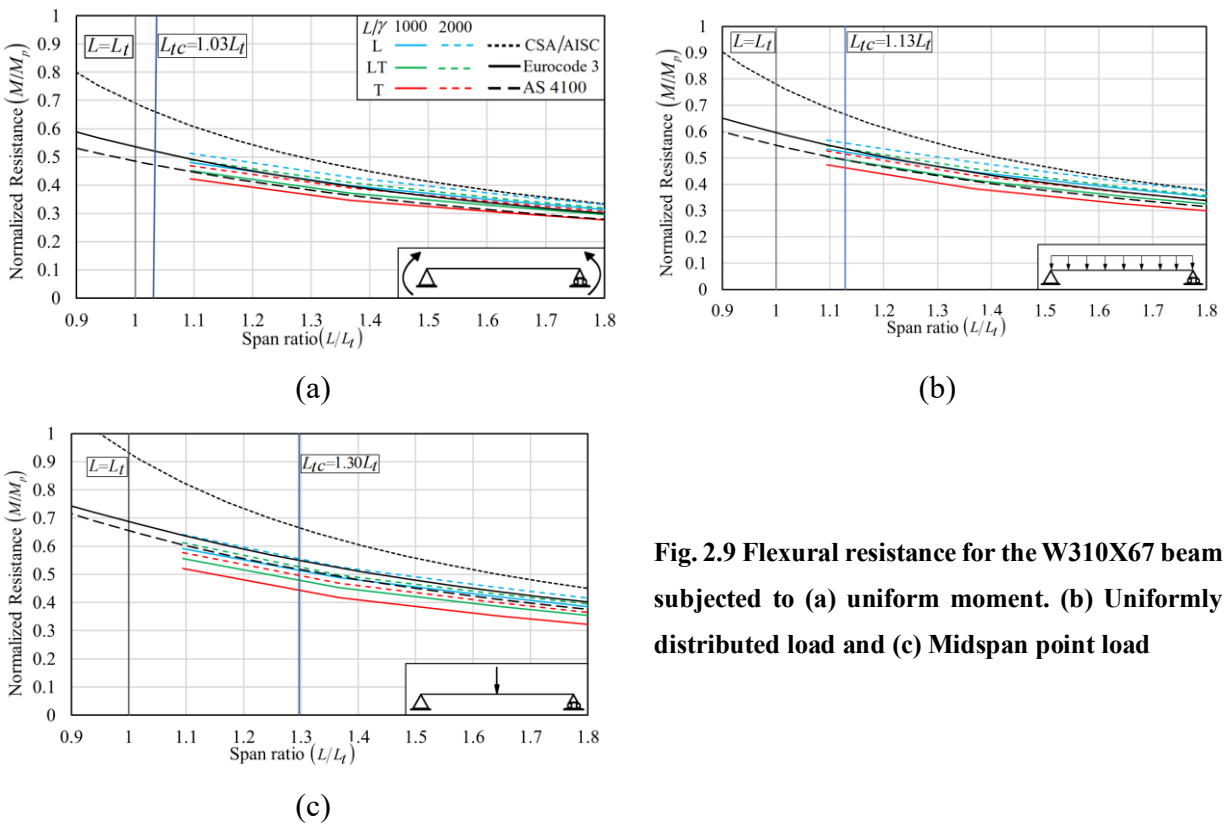 1
0.9
0.8
0.7
0.6
0.5
0.4
0.3
0.2
0.1
0
Normalized Resistance (M/Mp)
L=Lt
Ltc=1.03Lt
L/γ 1000 2000
L CSA/AISC
LT Eurocode 3
T AS 4100
0.9 1 1.1 1.2 1.3 1.4 1.5 1.6 1.7 1.8
Span ratio(L/Lt)
(a)
1
0.9
0.8
0.7
0.6
0.5
0.4
0.3
0.2
0.1
0
Normalized Resistance (M/Mp)
L=Lt
Ltc=1.13Lt
0.9 1 1.1 1.2 1.3 1.4 1.5 1.6 1.7 1.8
Span ratio (L/Lt)
(b)
1
0.9
0.8
0.7
0.6
0.5
0.4
0.3
0.2
0.1
0
Normalized Resistance (M/Mp)
L=Lt
Ltc=1.30Lt
0.9 1 1.1 1.2 1.3 1.4 1.5 1.6 1.7 1.8
Span ratio (L/Lt)
(c)
Fig. 2.9 Flexural resistance for the W310X67 beam
subjected to (a) uniform moment. (b) Uniformly
distributed load and (c) Midspan point load